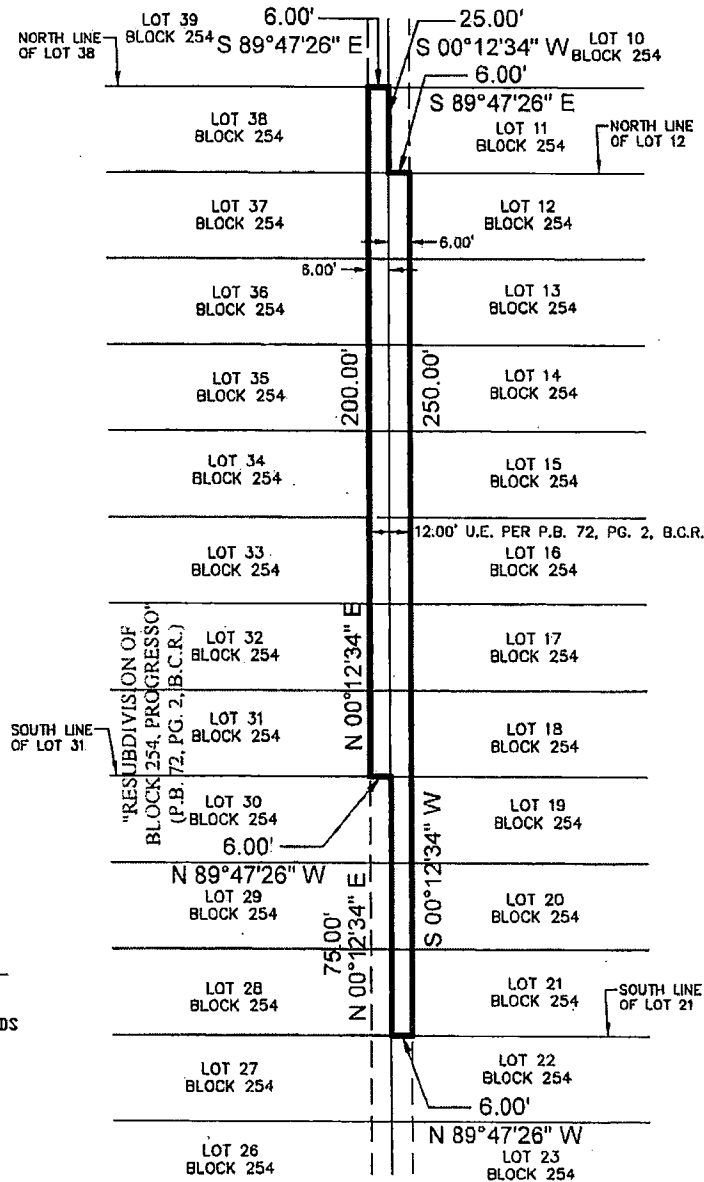 LOT 39
BLOCK 254
6.00'
S 89°47'26" E
25.00'
S 00°12'34" W
LOT 10
BLOCK 254
NORTH LINE
OF LOT 38
6.00'
S 89°47'26" E
LOT 38
BLOCK 254
LOT 11
BLOCK 254
NORTH LINE
OF LOT 12
LOT 37
BLOCK 254
LOT 12
BLOCK 254
6.00'
6.00'
LOT 36
BLOCK 254
LOT 13
BLOCK 254
LOT 35
BLOCK 254
200.00'
250.00'
LOT 14
BLOCK 254
LOT 34
BLOCK 254
LOT 15
BLOCK 254
12.00' U.E. PER P.B. 72, PG. 2, B.C.R.
LOT 33
BLOCK 254
LOT 16
BLOCK 254
LOT 32
BLOCK 254
N 00°12'34" E
LOT 17
BLOCK 254
"RESUBDIVISION OF
BLOCK 254, PROGRESSO"
(P.B. 72, PG. 2, B.C.R.)
LOT 31
BLOCK 254
LOT 18
BLOCK 254
SOUTH LINE
OF LOT 31
LOT 30
BLOCK 254
LOT 19
BLOCK 254
6.00'
N 89°47'26" W
S 00°12'34" W
LOT 29
BLOCK 254
LOT 20
BLOCK 254
75.00'
N 00°12'34" E
LOT 28
BLOCK 254
LOT 21
BLOCK 254
SOUTH LINE
OF LOT 21
DS
LOT 27
BLOCK 254
LOT 22
BLOCK 254
6.00'
N 89°47'26" W
LOT 26
BLOCK 254
LOT 23
BLOCK 254